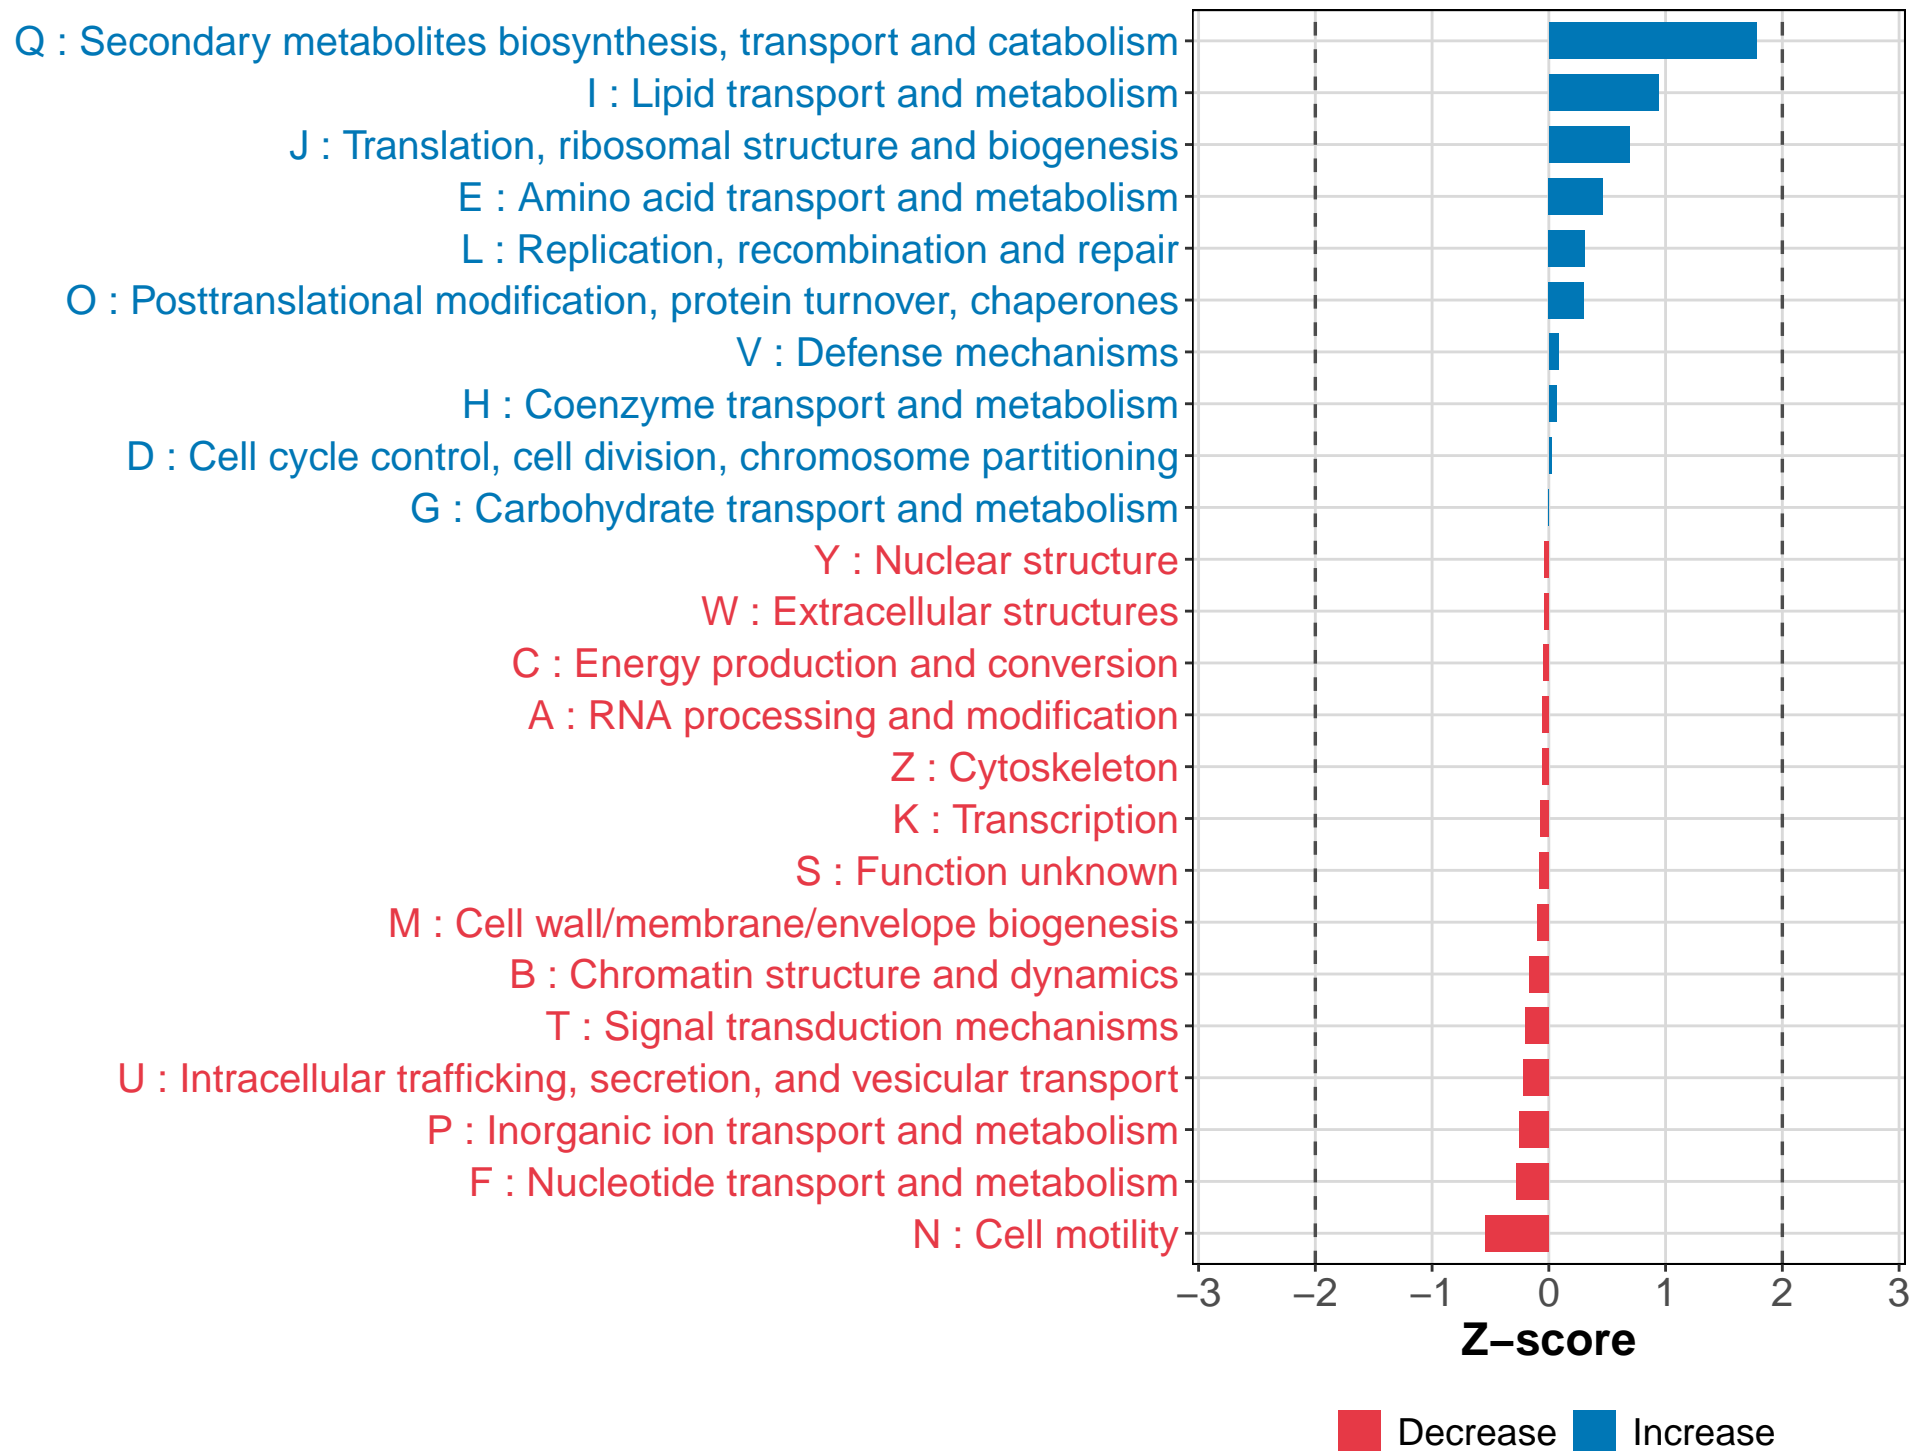 Q : Secondary metabolites biosynthesis, transport and catabolism
I : Lipid transport and metabolism
J : Translation, ribosomal structure and biogenesis
E : Amino acid transport and metabolism
L : Replication, recombination and repair
O : Posttranslational modification, protein turnover, chaperones
V : Defense mechanisms
H : Coenzyme transport and metabolism
D : Cell cycle control, cell division, chromosome partitioning
G : Carbohydrate transport and metabolism
Y : Nuclear structure
W : Extracellular structures
C : Energy production and conversion
A : RNA processing and modification
Z : Cytoskeleton
K : Transcription
S : Function unknown
M : Cell wall/membrane/envelope biogenesis
B : Chromatin structure and dynamics
T : Signal transduction mechanisms
U : Intracellular trafficking, secretion, and vesicular transport
P : Inorganic ion transport and metabolism
F : Nucleotide transport and metabolism
N : Cell motility
−3 −2 −1 0 1 2 3
Z−score
Decrease Increase